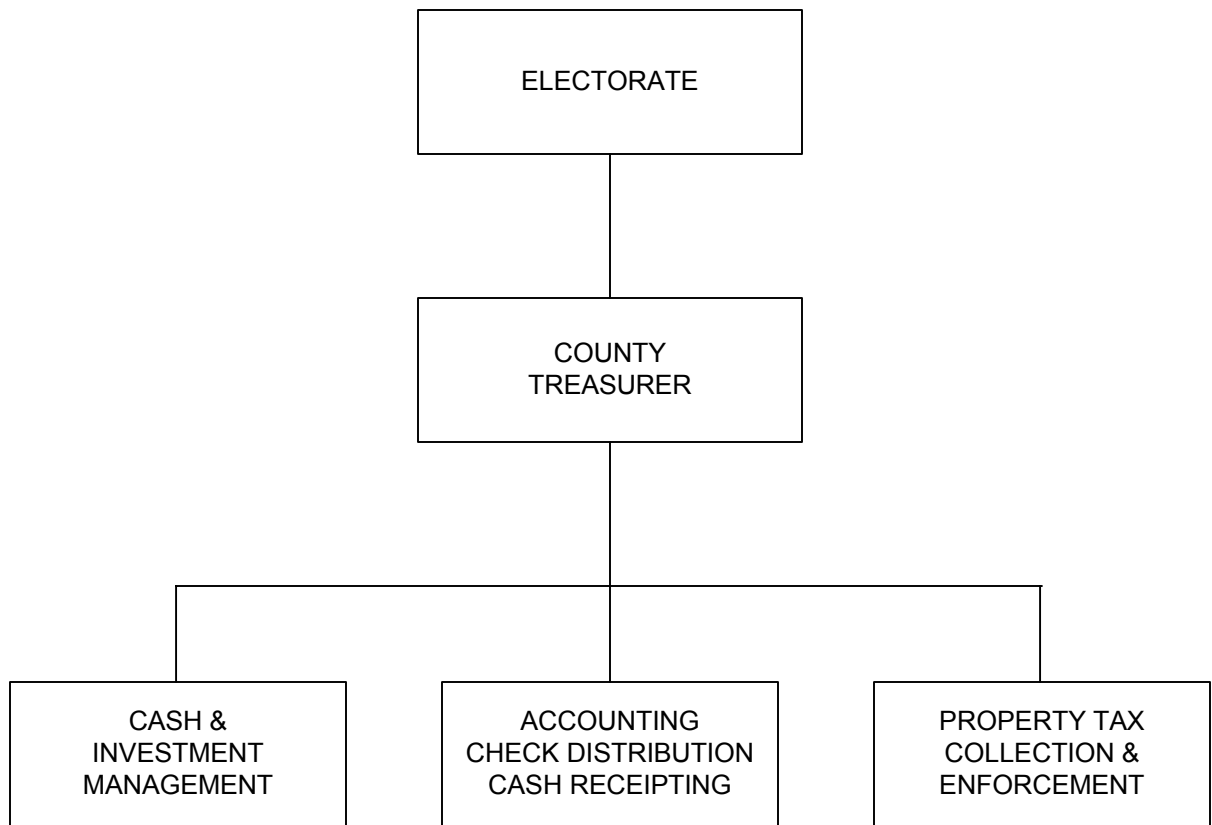 ELECTORATE
COUNTY
TREASURER
CASH &
INVESTMENT
MANAGEMENT
ACCOUNTING
CHECK DISTRIBUTION
CASH RECEIPTING
PROPERTY TAX
COLLECTION &
ENFORCEMENT